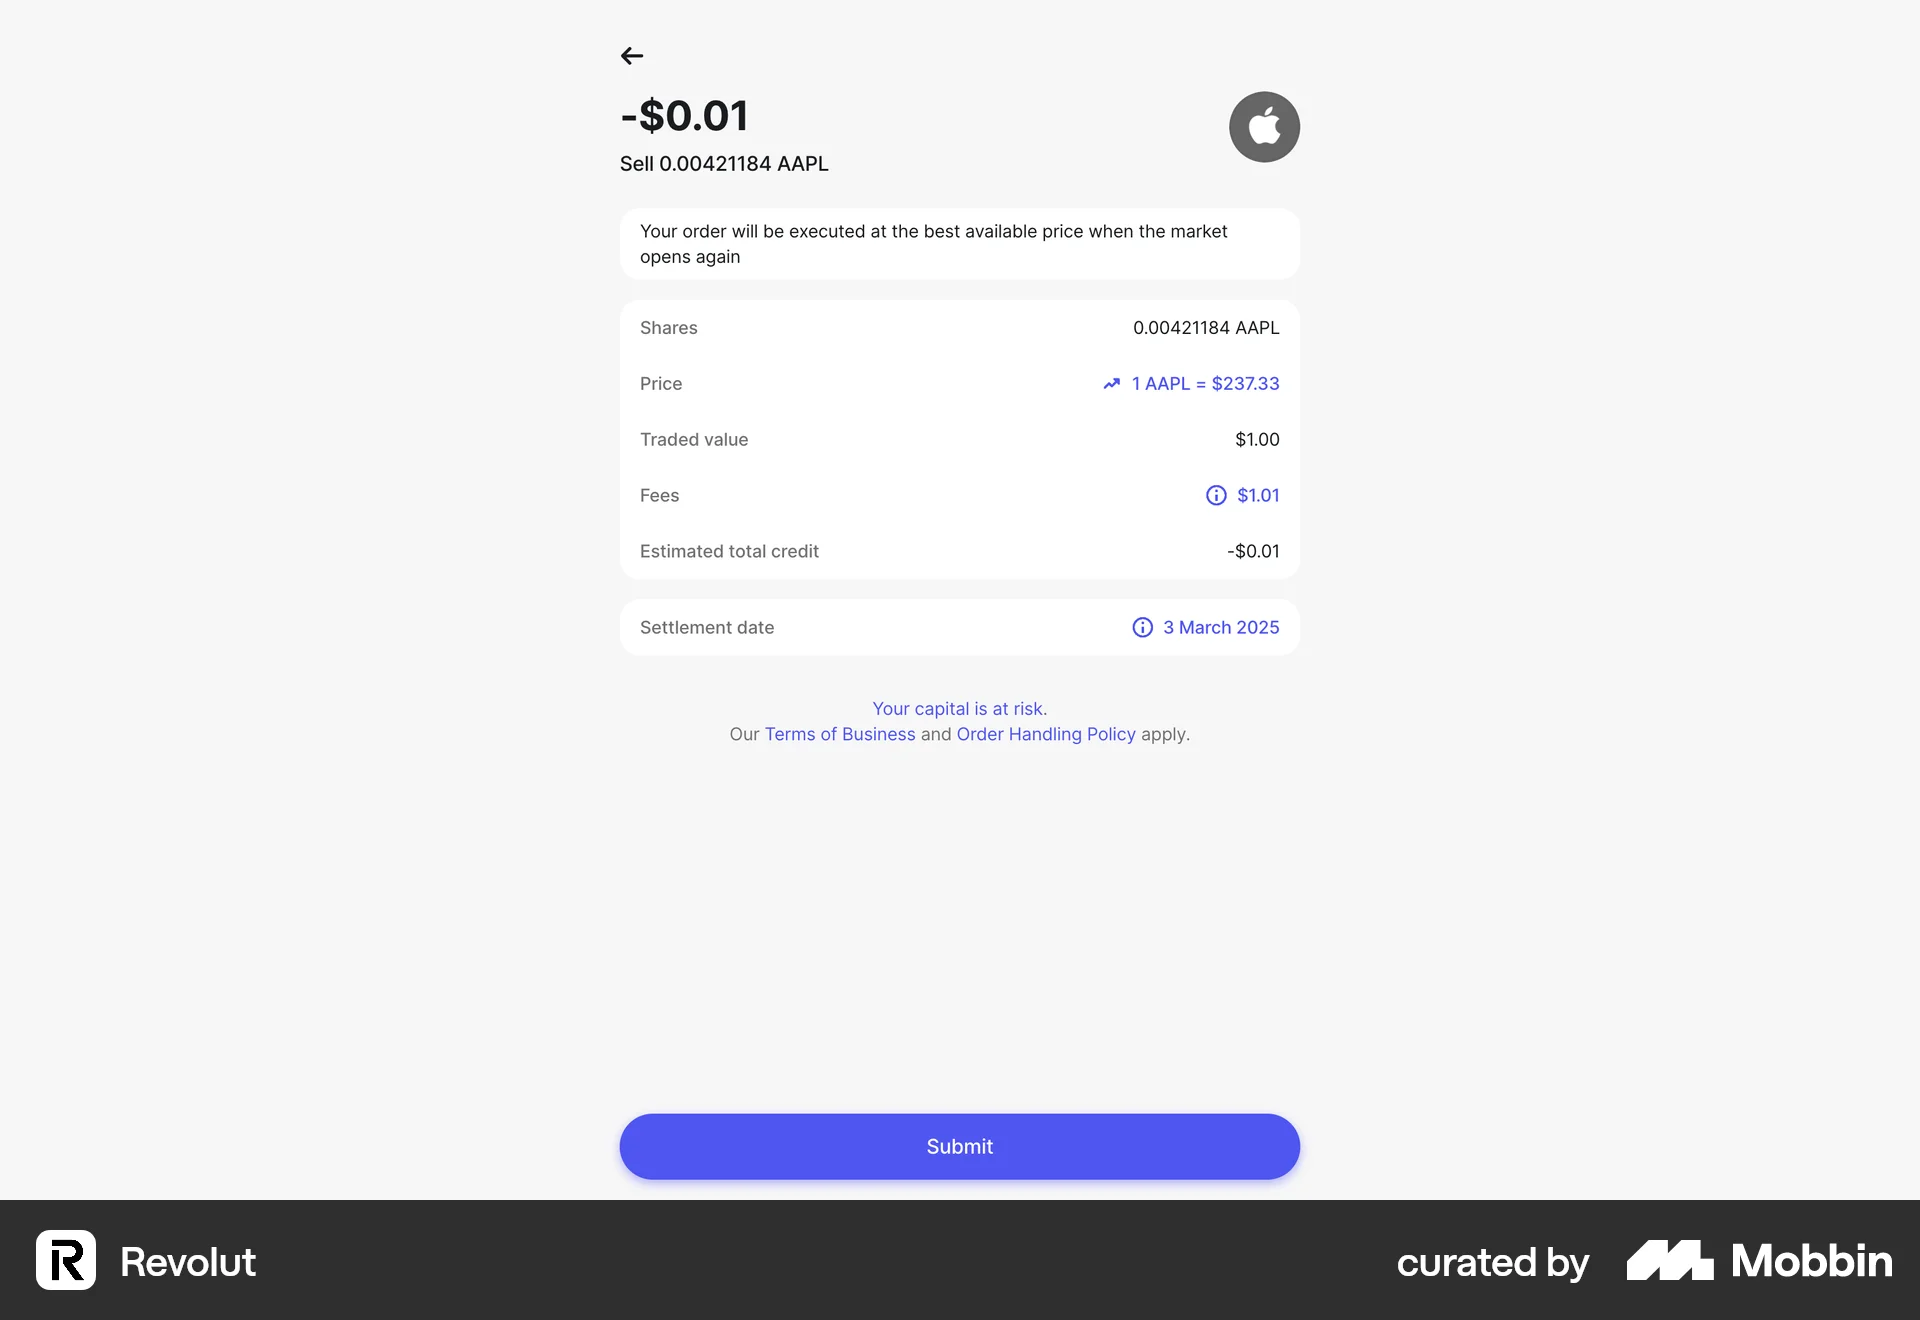 -$0.01
Sell 0.00421184 AAPL
Your order will be executed at the best available price when the market
opens again
Shares 0.00421184 AAPL
Price 1 AAPL = $237.33
Traded value $1.00
Fees $1.01
Estimated total credit -$0.01
Settlement date 3 March 2025
Your capital is at risk.
Our Terms of Business and Order Handling Policy apply.
Submit
Revolut curated by Mobbin